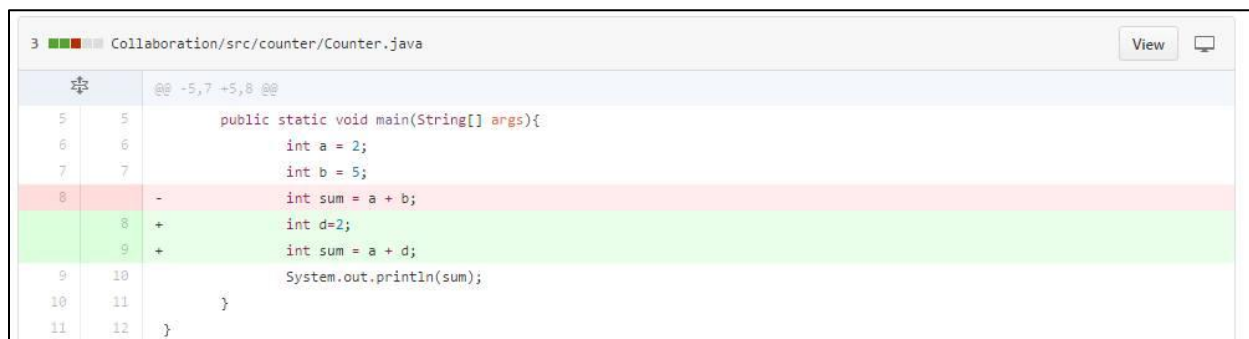 3 Collaboration/src/counter/Counter.java View
@@ -5,7 +5,8 @@
5 5 public static void main(String[] args){
6 6 int a = 2;
7 7 int b = 5;
8 - int sum = a + b;
8 + int d=2;
9 + int sum = a + d;
9 10 System.out.println(sum);
10 11 }
11 12 }